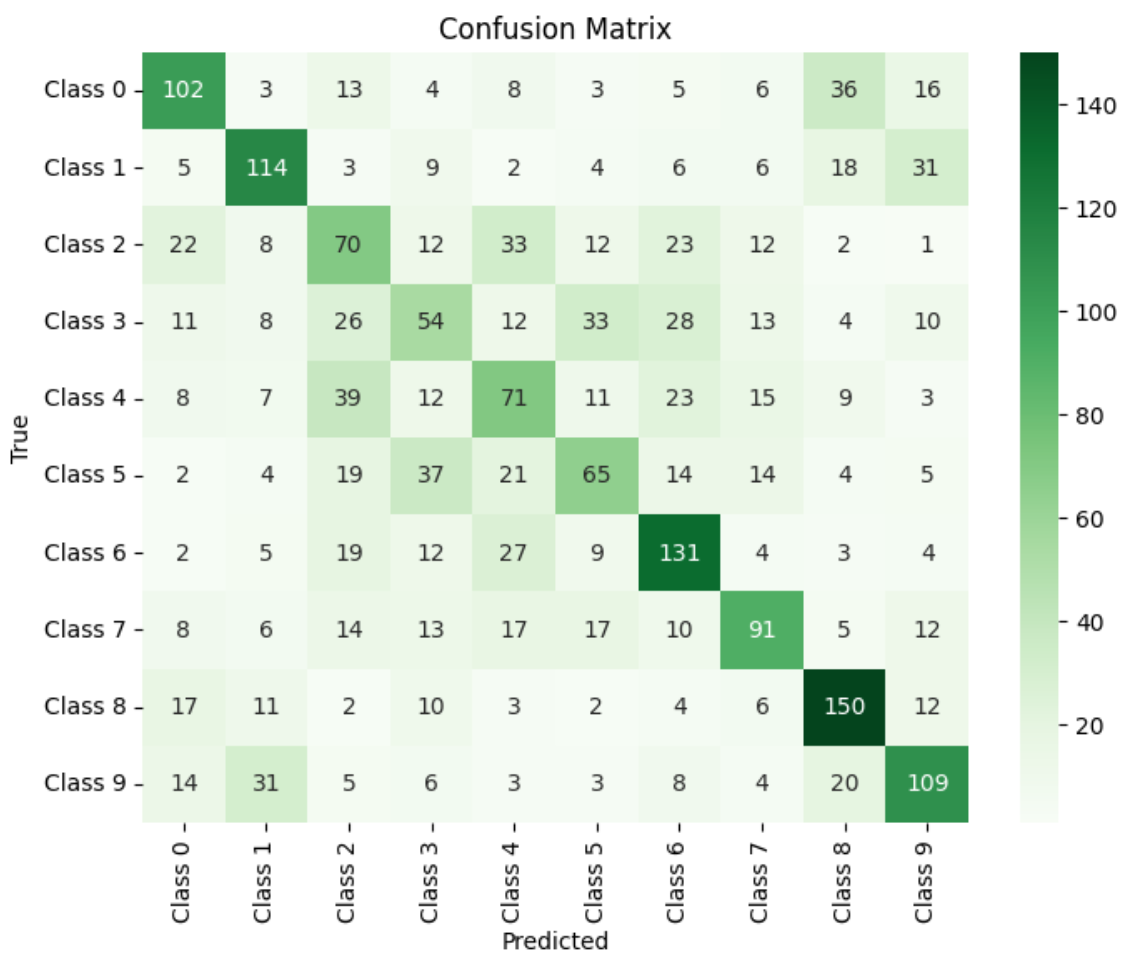 Confusion Matrix
Class 0 102 3 13 4 8 3 5 6 36 16
Class 1 5 114 3 9 2 4 6 6 18 31
Class 2 22 8 70 12 33 12 23 12 2 1
Class 3 11 8 26 54 12 33 28 13 4 10
Class 4 8 7 39 12 71 11 23 15 9 3
Class 5 2 4 19 37 21 65 14 14 4 5
Class 6 2 5 19 12 27 9 131 4 3 4
Class 7 8 6 14 13 17 17 10 91 5 12
Class 8 17 11 2 10 3 2 4 6 150 12
Class 9 14 31 5 6 3 3 8 4 20 109
True
Class 0 Class 1 Class 2 Class 3 Class 4 Class 5 Class 6 Class 7 Class 8 Class 9
Predicted
140
120
100
80
60
40
20